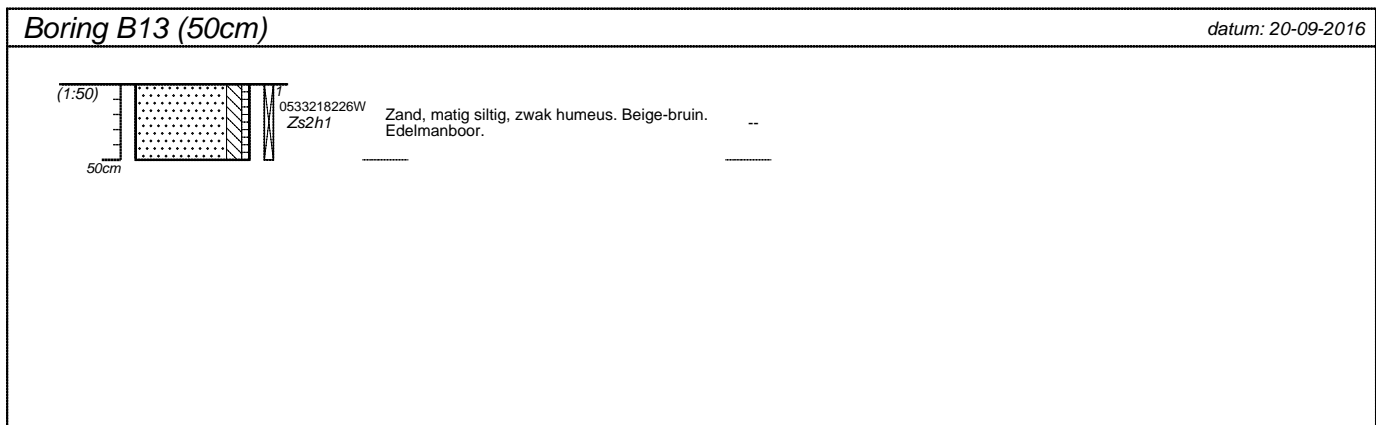 Boring B13 (50cm)
datum: 20-09-2016
(1:50)
1
0533218226W
Zs2h1
Zand, matig siltig, zwak humeus. Beige-bruin.
Edelmanboor.
--
50cm